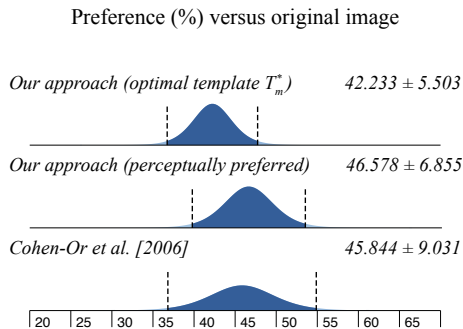 Preference (%) versus original image
Our approach (optimal template T*m) 42.233 ± 5.503
Our approach (perceptually preferred) 46.578 ± 6.855
Cohen-Or et al. [2006] 45.844 ± 9.031
20 25 30 35 40 45 50 55 60 65